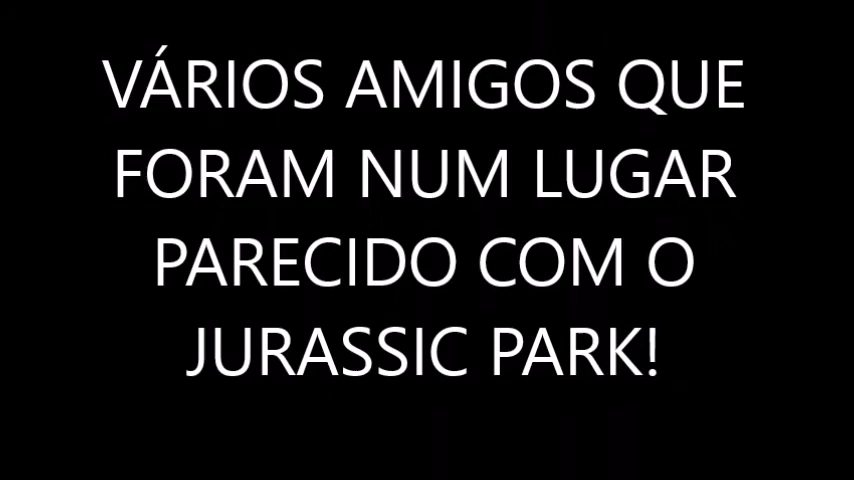 VÁRIOS AMIGOS QUE
FORAM NUM LUGAR
PARECIDO COM O
JURASSIC PARK!